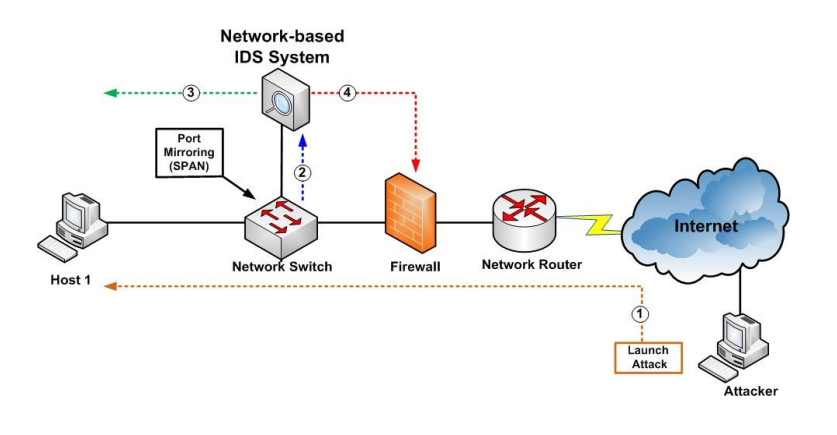 Network-based
IDS System
3
4
Port
Mirroring
(SPAN)
2
Internet
Network Switch
Firewall
Network Router
Host 1
1
Launch
Attack
Attacker